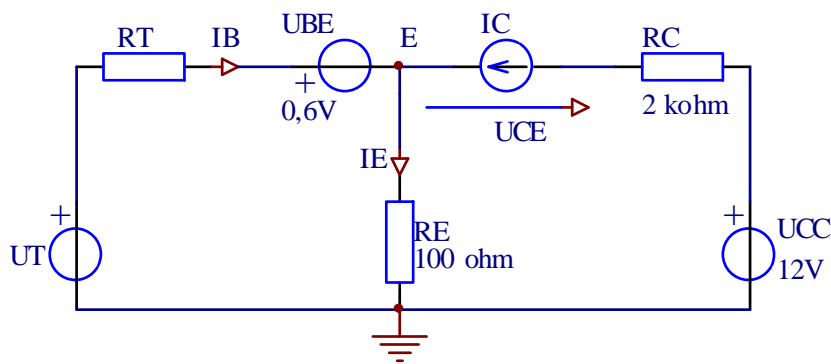 RT IB UBE E IC RC
+
0,6V
2 kohm
UCE
IE
+
UT
RE
100 ohm
+
UCC
12V